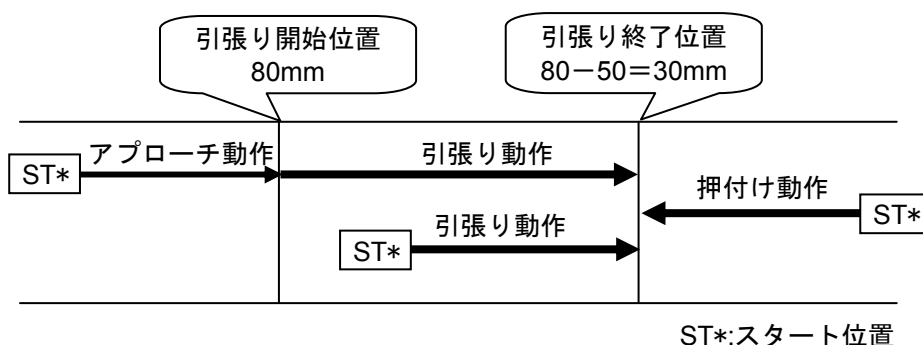 引張り開始位置
80mm
引張り終了位置
80－50＝30mm
アプローチ動作
引張り動作
ST*
押付け動作
ST*
引張り動作
ST*
ST*:スタート位置